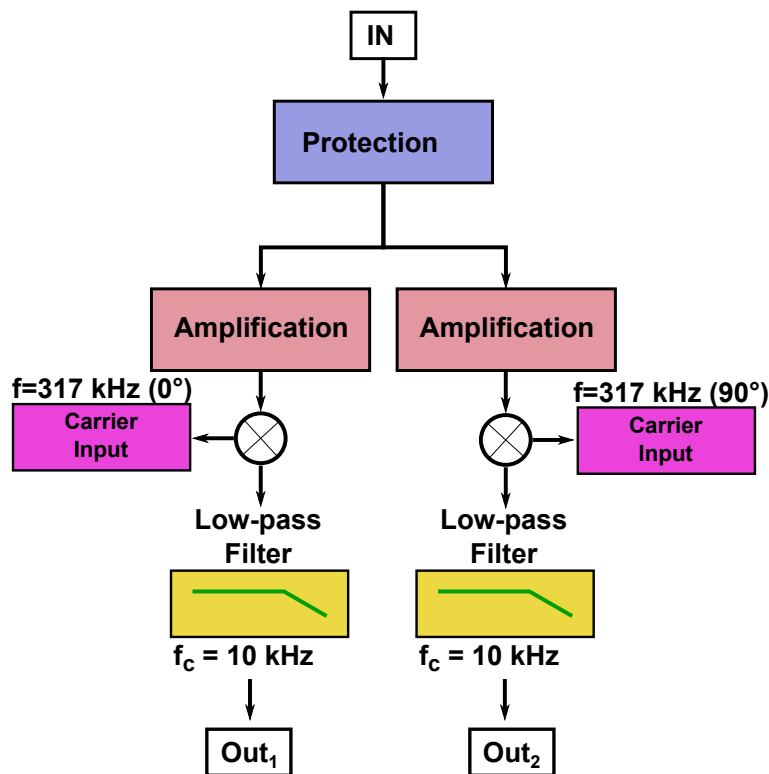 IN
Protection
Amplification
Amplification
f=317 kHz (0°)
f=317 kHz (90°)
Carrier
Input
Carrier
Input
Low-pass
Filter
Low-pass
Filter
fc = 10 kHz
fc = 10 kHz
Out1
Out2